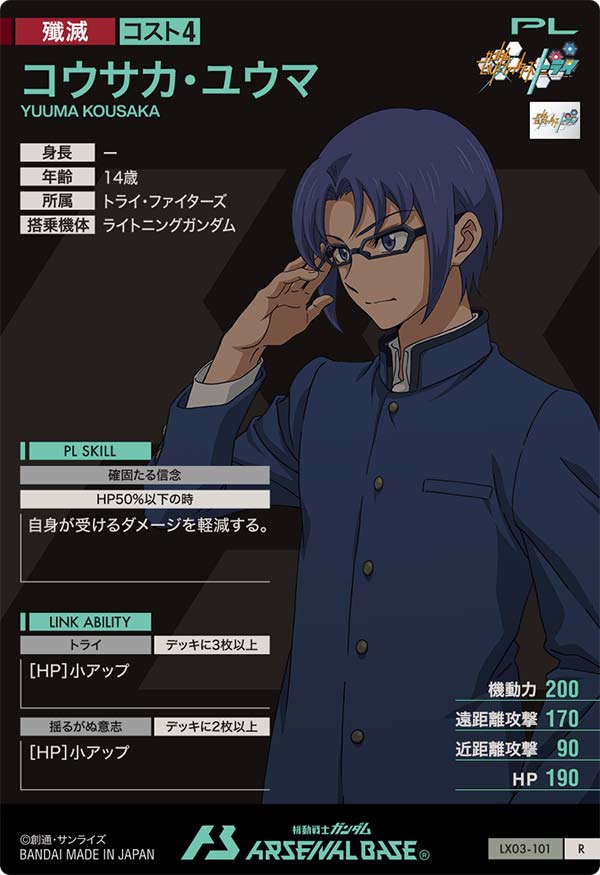 殲滅 コスト4 PL
コウサカ・ユウマ
YUUMA KOUSAKA
身長 ー
年齢 14歳
所属 トライ・ファイターズ
搭乗機体 ライトニングガンダム
PL SKILL
確固たる信念
HP50%以下の時
自身が受けるダメージを軽減する。
LINK ABILITY
トライ デッキに3枚以上
[HP]小アップ
揺るがぬ意志 デッキに2枚以上
[HP]小アップ
機動力 200
遠距離攻撃 170
近距離攻撃 90
HP 190
©創通・サンライズ
BANDAI MADE IN JAPAN
機動戦士ガンダム
ARSENAL BASE®
LX03-101 R